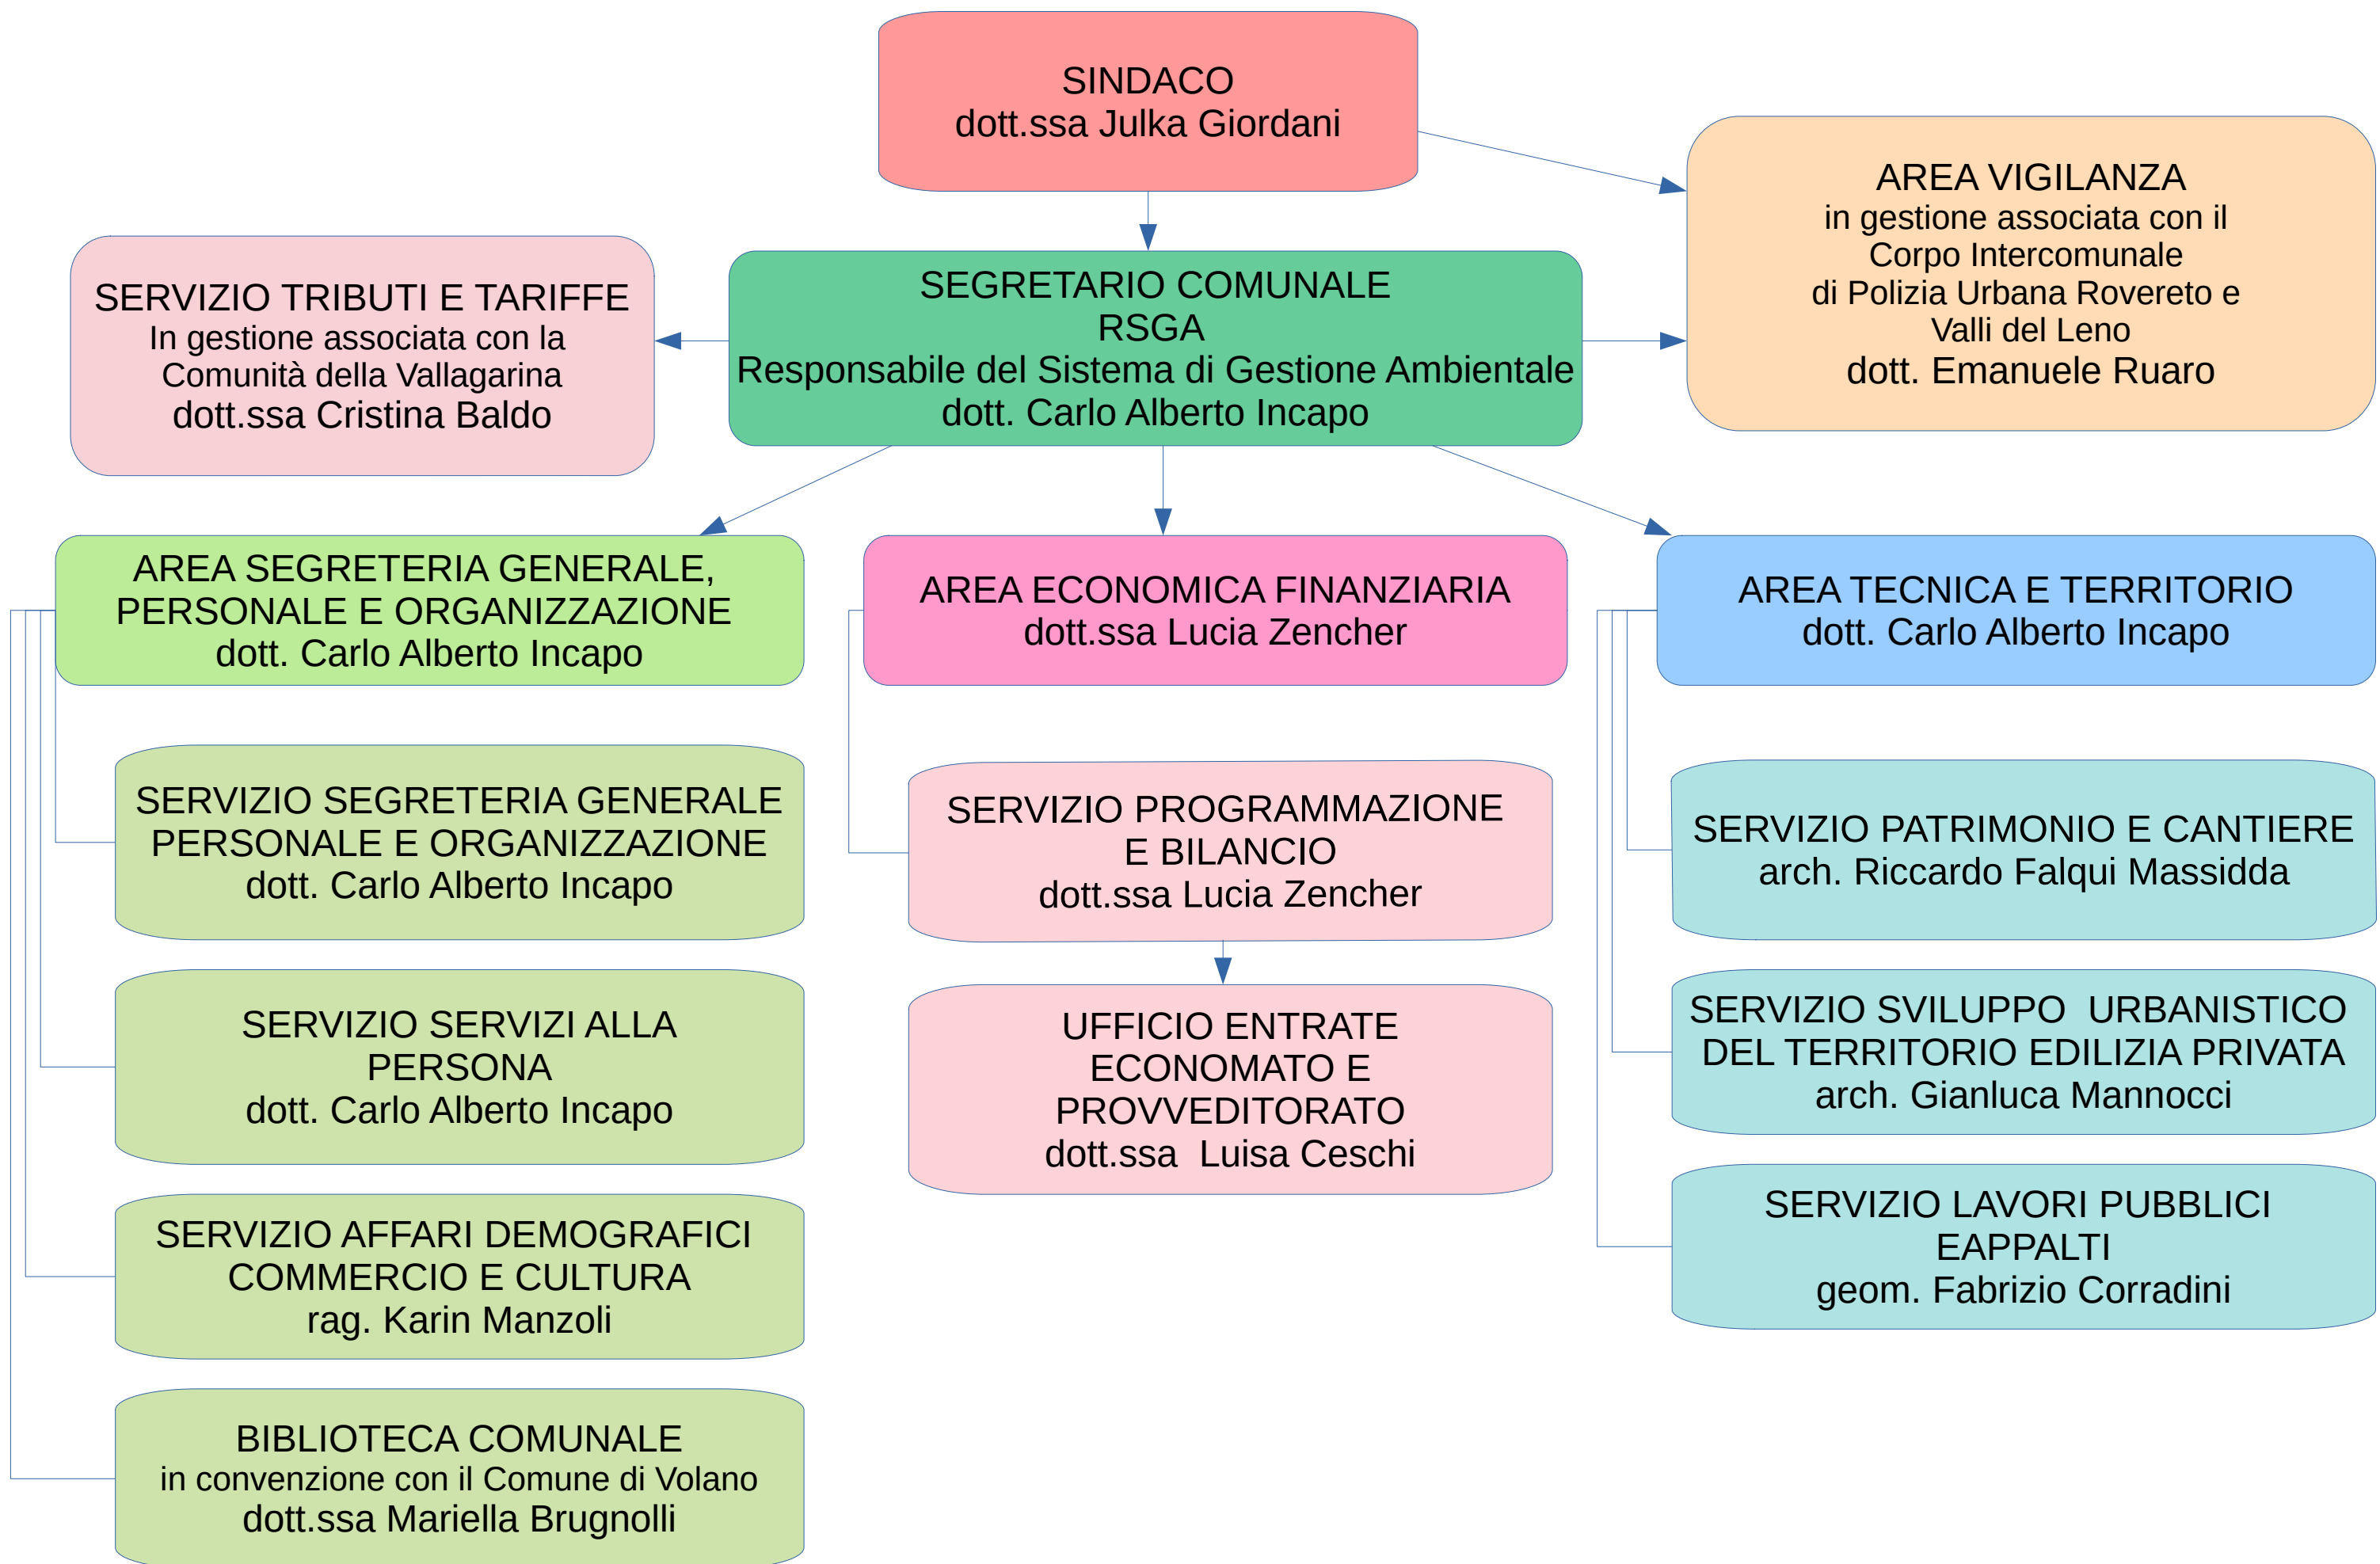 SINDACO
dott.ssa Julka Giordani
AREA VIGILANZA
in gestione associata con il
Corpo Intercomunale
di Polizia Urbana Rovereto e
Valli del Leno
dott. Emanuele Ruaro
SERVIZIO TRIBUTI E TARIFFE
In gestione associata con la
Comunità della Vallagarina
dott.ssa Cristina Baldo
SEGRETARIO COMUNALE
RSGA
Responsabile del Sistema di Gestione Ambientale
dott. Carlo Alberto Incapo
AREA SEGRETERIA GENERALE,
PERSONALE E ORGANIZZAZIONE
dott. Carlo Alberto Incapo
AREA ECONOMICA FINANZIARIA
dott.ssa Lucia Zencher
AREA TECNICA E TERRITORIO
dott. Carlo Alberto Incapo
SERVIZIO SEGRETERIA GENERALE
PERSONALE E ORGANIZZAZIONE
dott. Carlo Alberto Incapo
SERVIZIO SERVIZI ALLA
PERSONA
dott. Carlo Alberto Incapo
SERVIZIO AFFARI DEMOGRAFICI
COMMERCIO E CULTURA
rag. Karin Manzoli
BIBLIOTECA COMUNALE
in convenzione con il Comune di Volano
dott.ssa Mariella Brugnolli
SERVIZIO PROGRAMMAZIONE
E BILANCIO
dott.ssa Lucia Zencher
UFFICIO ENTRATE
ECONOMATO E
PROVVEDITORATO
dott.ssa  Luisa Ceschi
SERVIZIO PATRIMONIO E CANTIERE
arch. Riccardo Falqui Massidda
SERVIZIO SVILUPPO  URBANISTICO
DEL TERRITORIO EDILIZIA PRIVATA
arch. Gianluca Mannocci
SERVIZIO LAVORI PUBBLICI
EAPPALTI
geom. Fabrizio Corradini